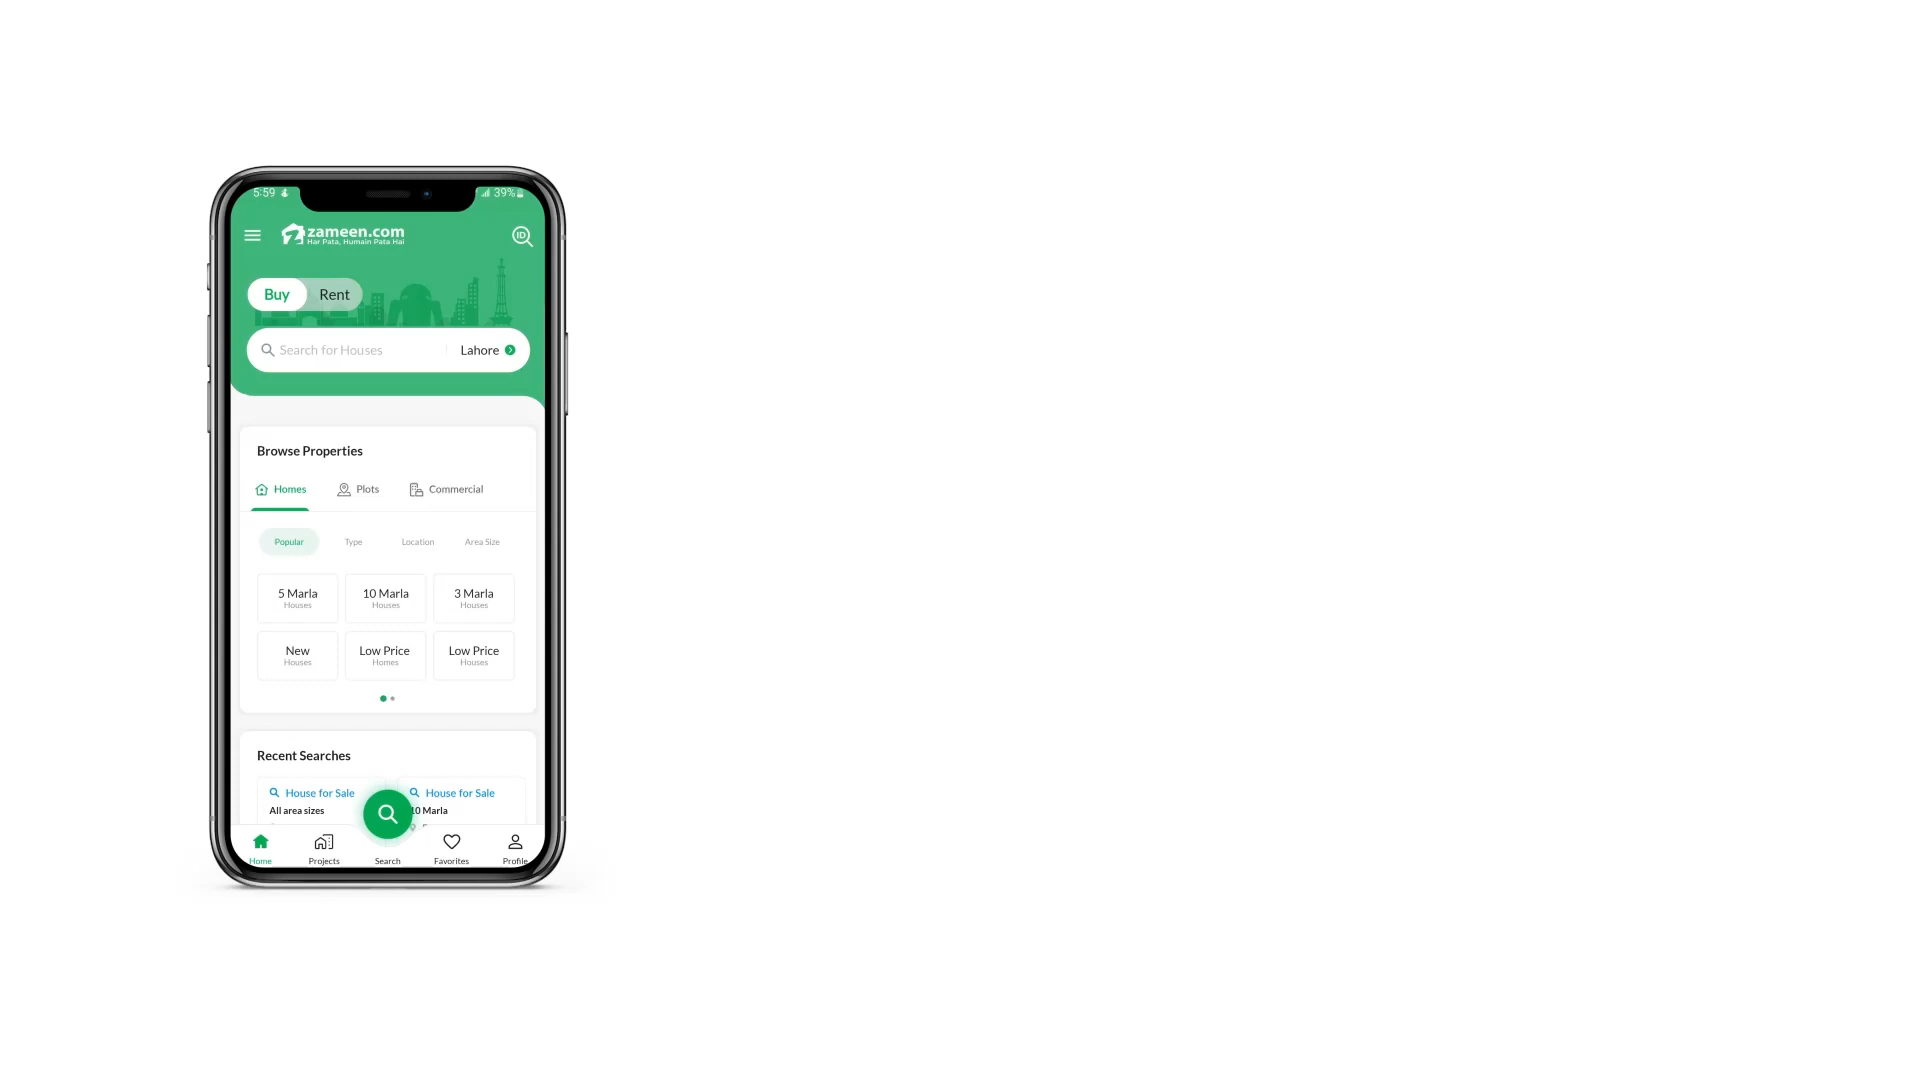 5:59
39%
zameen.com
Har Pata, Humain Pata Hai
ID
Buy Rent
Search for Houses Lahore
Browse Properties
Homes Plots Commercial
Popular Type Location Area Size
5 Marla 10 Marla 3 Marla
Houses Houses Houses
New Low Price Low Price
Houses Homes Houses
Recent Searches
House for Sale House for Sale
All area sizes 10 Marla
Home Projects Search Favorites Profile